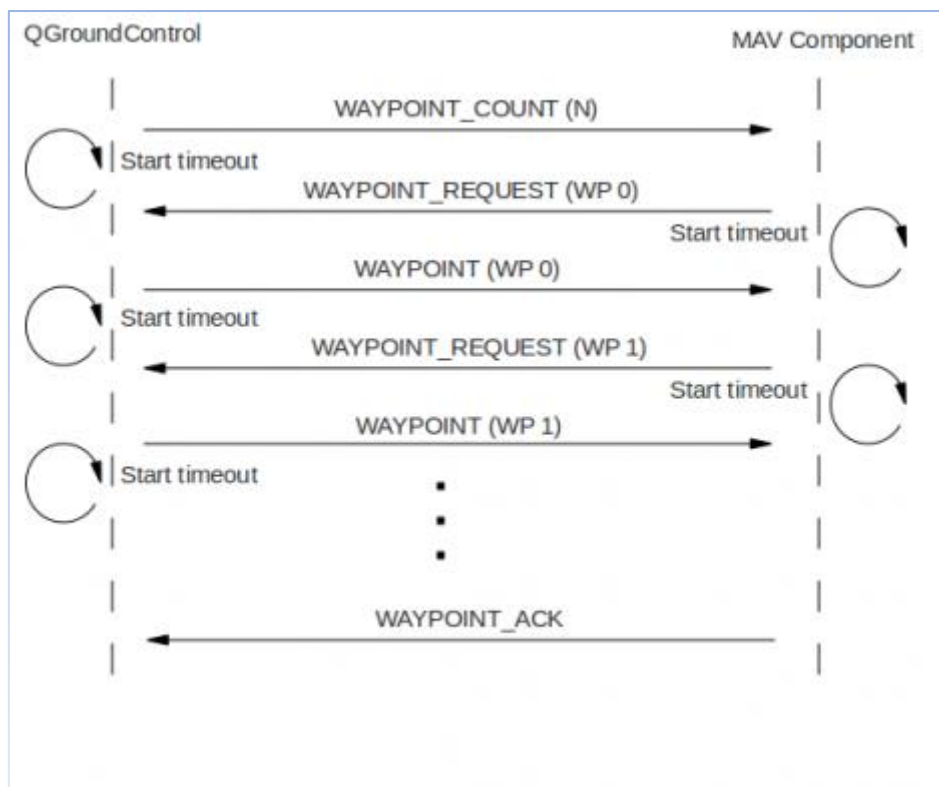 QGroundControl
MAV Component
WAYPOINT_COUNT (N)
Start timeout
WAYPOINT_REQUEST (WP 0)
Start timeout
WAYPOINT (WP 0)
Start timeout
WAYPOINT_REQUEST (WP 1)
Start timeout
WAYPOINT (WP 1)
Start timeout
WAYPOINT_ACK